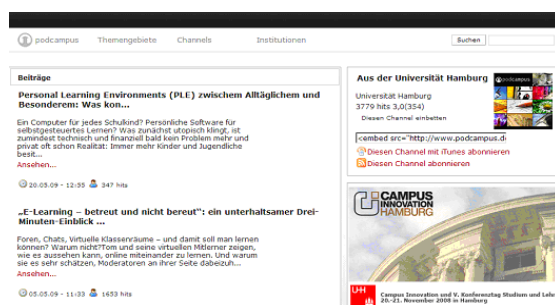 podcampus Themengebiete Channels Institutionen Suchen
Beiträge
Personal Learning Environments (PLE) zwischen Alltäglichem und
Besonderem: Was kon...
Ein Computer für jedes Schulkind? Persönliche Software für
selbstgesteuertes Lernen? Was zunächst utopisch klingt, ist
zumindest technisch und finanziell bald kein Problem mehr und
privat oft schon Realität: Immer mehr Kinder und Jugendliche
besit...
Ansehen...
20.05.09 - 12:33 347 hits
„E-Learning – betreut und nicht bereut“: ein unterhaltsamer Drei-
Minuten-Einblick ...
Foren, Chats, Virtuelle Klassenräume – und damit soll man lernen
können? Warum nicht?Tom und seine virtuellen Mitlerner zeigen,
wie es aussehen kann, online miteinander zu lernen. Und warum
sie es sehr schätzen, Moderatoren an ihrer Seite dabeizuh...
Ansehen...
05.05.09 - 11:33 1653 hits
Aus der Universität Hamburg
podcampus
Universität Hamburg
3779 hits 3,0(354)
Diesen Channel einbetten
<embed src="http://www.podcampus.d
Diesen Channel mit iTunes abonnieren
Diesen Channel abonnieren
CAMPUS
INNOVATION
HAMBURG
UHH
Campus Innovation und V. Konferenztag Studium und Lehr
20.-21. November 2008 in Hamburg